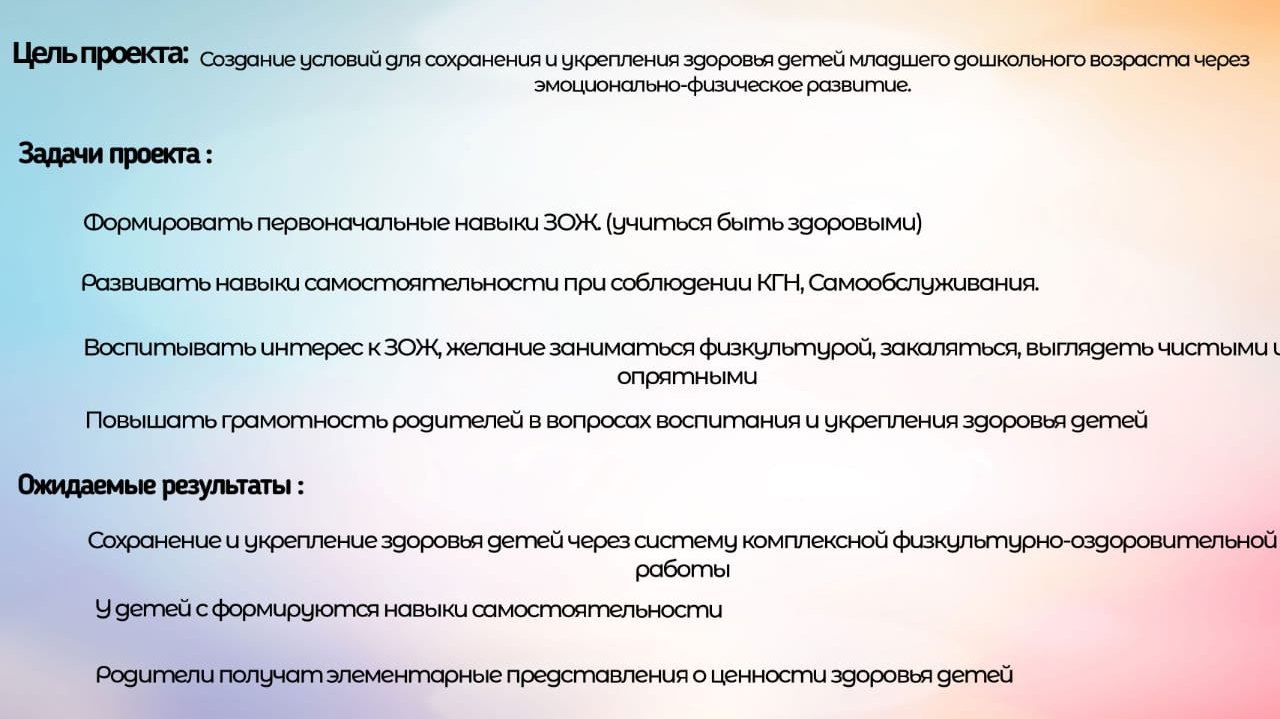 Цель проекта: Создание условий для сохранения и укрепления здоровья детей младшего дошкольного возраста через
эмоционально-физическое развитие.
Задачи проекта :
Формировать первоначальные навыки ЗОЖ. (учиться быть здоровыми)
Развивать навыки самостоятельности при соблюдении КГН, Самообслуживания.
Воспитывать интерес к ЗОЖ, желание заниматься физкультурой, закаляться, выглядеть чистыми и
опрятными
Повышать грамотность родителей в вопросах воспитания и укрепления здоровья детей
Ожидаемые результаты :
Сохранение и укрепление здоровья детей через систему комплексной физкультурно-оздоровительной
работы
У детей с формируются навыки самостоятельности
Родители получат элементарные представления о ценности здоровья детей